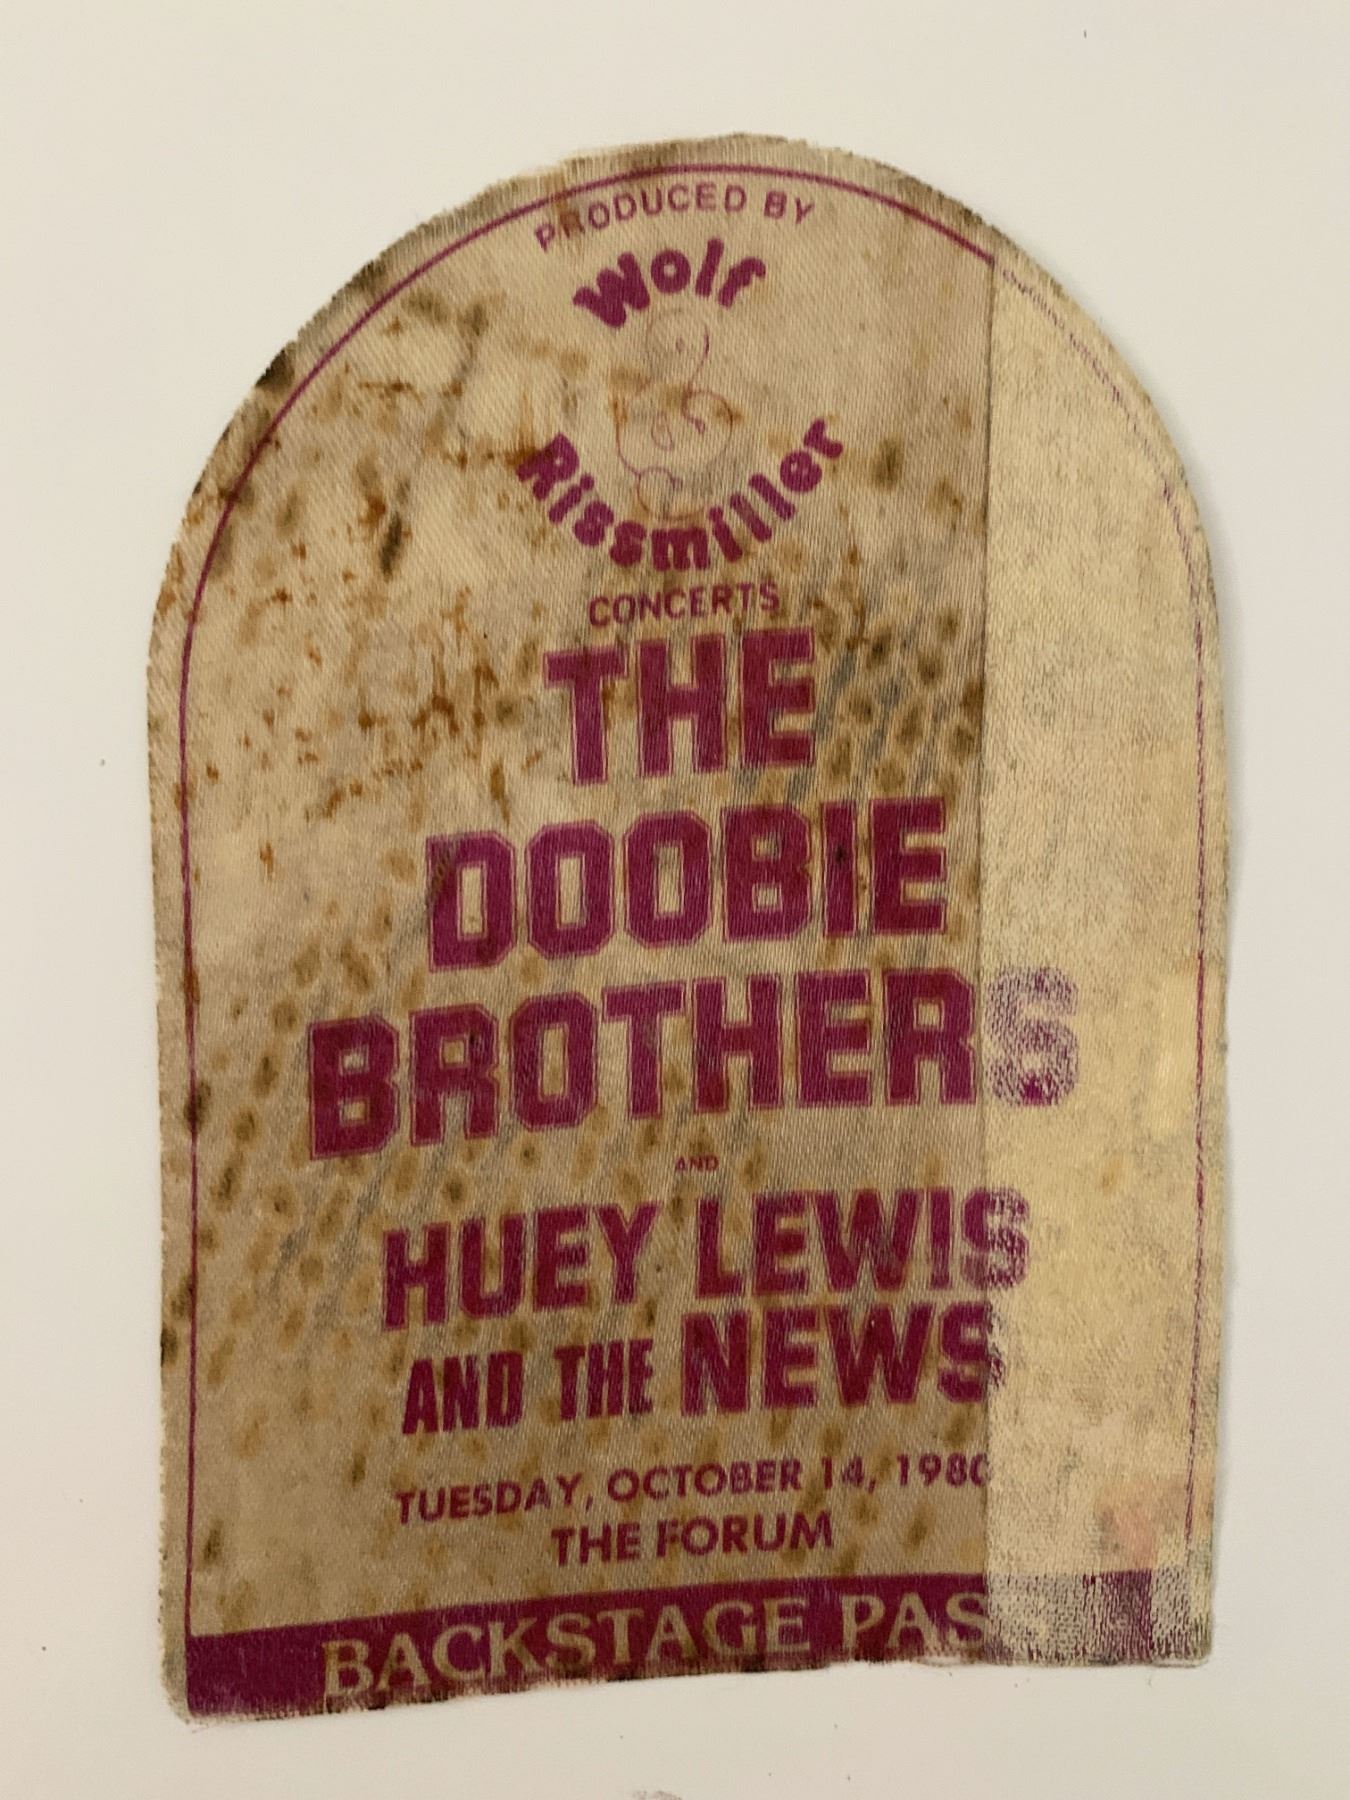 PRODUCED BY
Wolf
&
Rissmiller
CONCERTS
THE
DOOBIE
BROTHERS
AND
HUEY LEWIS
AND THE NEWS
TUESDAY, OCTOBER 14, 1980
THE FORUM
BACKSTAGE PASS